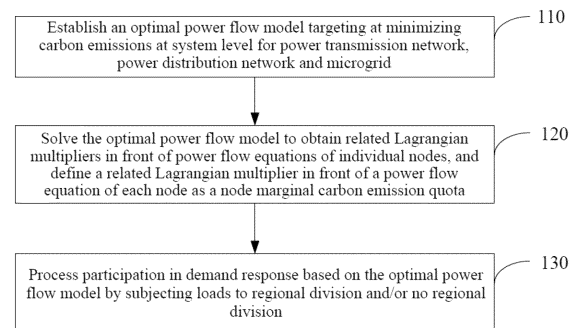 Establish an optimal power flow model targeting at minimizing
carbon emissions at system level for power transmission network,
power distribution network and microgrid
110
Solve the optimal power flow model to obtain related Lagrangian
multipliers in front of power flow equations of individual nodes, and
define a related Lagrangian multiplier in front of a power flow
equation of each node as a node marginal carbon emission quota
120
Process participation in demand response based on the optimal power
flow model by subjecting loads to regional division and/or no regional
division
130